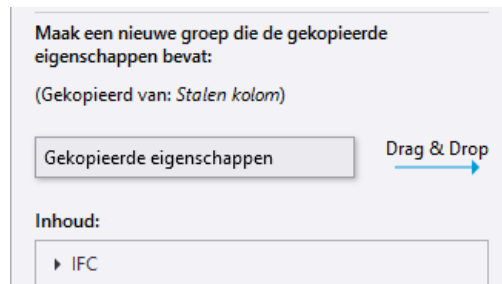 Maak een nieuwe groep die de gekopieerde
eigenschappen bevat:
(Gekopieerd van: Stalen kolom)
Gekopieerde eigenschappen
Drag & Drop
Inhoud:
IFC